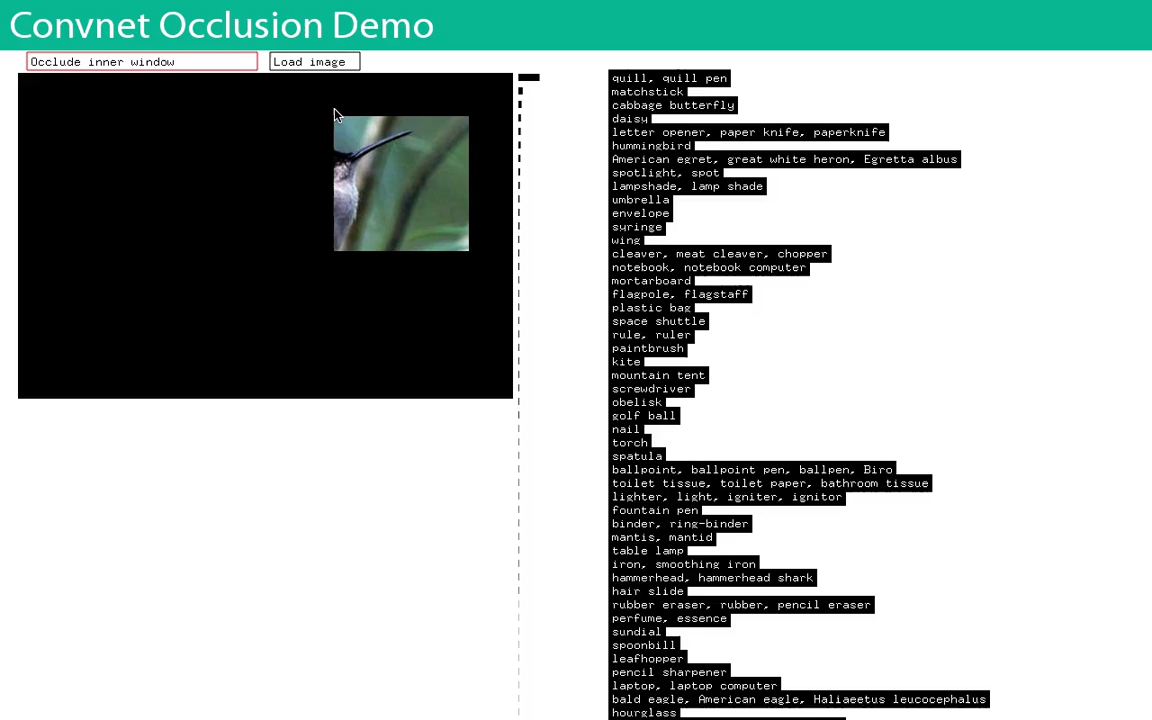 Convnet Occlusion Demo
Occlude inner window
Load image
quill, quill pen
matchstick
cabbage butterfly
daisy
letter opener, paper knife, paperknife
hummingbird
American egret, great white heron, Egretta albus
spotlight, spot
lampshade, lamp shade
umbrella
envelope
syringe
wing
cleaver, meat cleaver, chopper
notebook, notebook computer
mortarboard
flagpole, flagstaff
plastic bag
space shuttle
rule, ruler
paintbrush
kite
mountain tent
screwdriver
obelisk
golf ball
nail
torch
spatula
ballpoint, ballpoint pen, ballpen, Biro
toilet tissue, toilet paper, bathroom tissue
lighter, light, igniter, ignitor
fountain pen
binder, ring-binder
mantis, mantid
table lamp
iron, smoothing iron
hammerhead, hammerhead shark
hair slide
rubber eraser, rubber, pencil eraser
perfume, essence
sundial
spoonbill
leafhopper
pencil sharpener
laptop, laptop computer
bald eagle, American eagle, Haliaeetus leucocephalus
hourglass